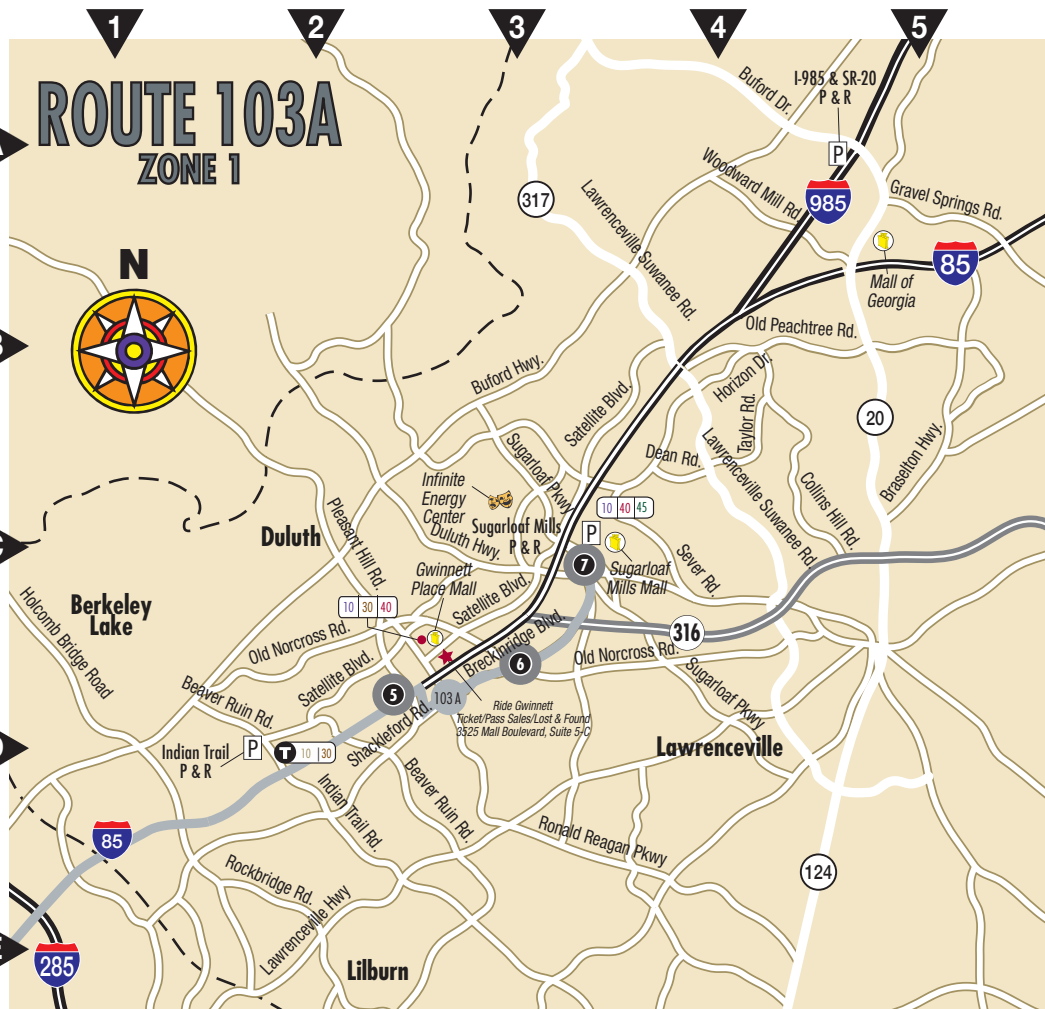 1
2
3
4
5
ROUTE 103A
ZONE 1
I-985 & SR-20
P & R
P
Buford Dr.
A
Woodward Mill Rd.
985
Gravel Springs Rd.
317
Lawrenceville Suwanee Rd.
85
Mall of
Georgia
N
Old Peachtree Rd.
B
Buford Hwy.
Satellite Blvd.
Horizon Dr.
Taylor Rd.
20
Dean Rd.
Sugarloaf Pkwy
Lawrenceville Suwanee Rd.
Collins Hill Rd.
Braselton Hwy.
Infinite
Energy
Center
Sugarloaf Mills
P & R
10 40 45
P
Pleasant Hill Rd.
Duluth
Duluth Hwy.
C
7
Sugarloaf
Mills Mall
Sever Rd.
Gwinnett
Place Mall
Satellite Blvd.
Berkeley
Lake
Holcomb Bridge Road
10 30 40
Old Norcross Rd.
316
Breckinridge Blvd.
6
Old Norcross Rd.
Sugarloaf Pkwy
Satellite Blvd.
5
103 A
Beaver Ruin Rd.
Shackleford Rd.
Ride Gwinnett
Ticket/Pass Sales/Lost & Found
3525 Mall Boulevard, Suite 5-C
Lawrenceville
D
Indian Trail
P & R
P
T 10 30
Indian Trail Rd.
Beaver Ruin Rd.
Ronald Reagan Pkwy
85
124
Rockbridge Rd.
Lawrenceville Hwy
E
285
Lilburn